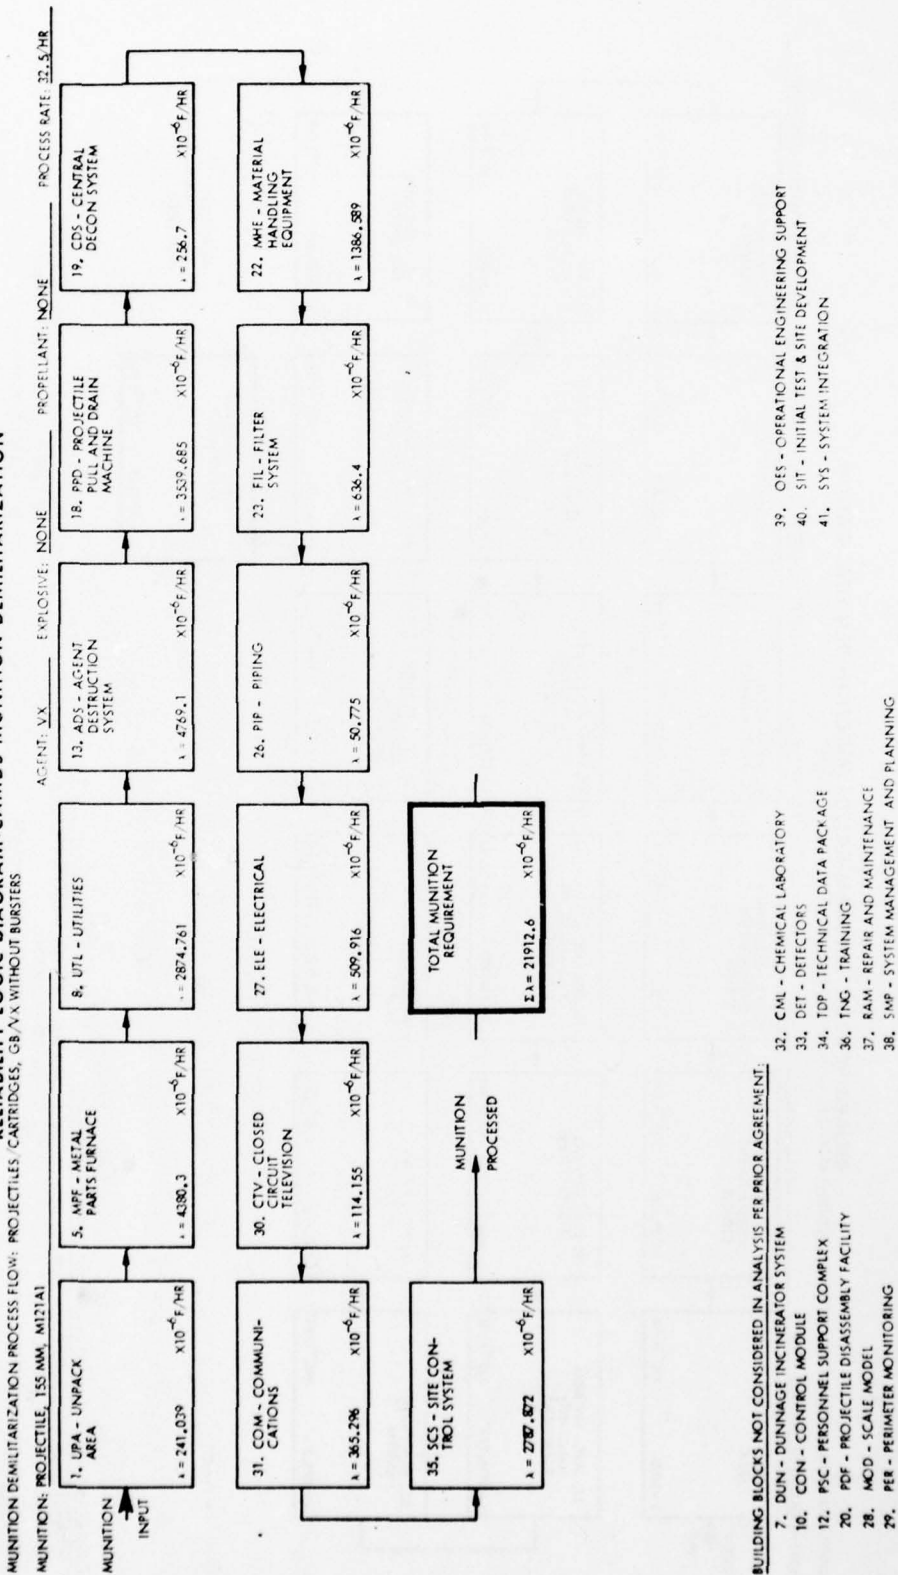 RELIABILITY LOGIC DIAGRAM CAMDS MUNITION DEMILITARIZATION
MUNITION DEMILITARIZATION PROCESS FLOW: PROJECTILES/CARTRIDGES, GB/VX WITHOUT BURSTERS
MUNITION: PROJECTILE, 155 MM, M121A1 AGENT: VX EXPLOSIVE: NONE PROPELLANT: NONE PROCESS RATE: 32.5/HR
MUNITION
INPUT
1. UPA - UNPACK
AREA
λ = 241.039 X10⁻⁶F/HR
5. MPF - METAL
PARTS FURNACE
λ = 4380.3 X10⁻⁶F/HR
8. UTL - UTILITIES
λ = 2874.761 X10⁻⁶F/HR
13. ADS - AGENT
DESTRUCTION
SYSTEM
λ = 4769.1 X10⁻⁶F/HR
18. PPD - PROJECTILE
PULL AND DRAIN
MACHINE
λ = 3539.685 X10⁻⁶F/HR
19. CDS - CENTRAL
DECON SYSTEM
λ = 256.7 X10⁻⁶F/HR
22. MHE - MATERIAL
HANDLING
EQUIPMENT
λ = 1386.589 X10⁻⁶F/HR
23. FIL - FILTER
SYSTEM
λ = 636.4 X10⁻⁶F/HR
26. PIP - PIPING
λ = 50.775 X10⁻⁶F/HR
27. ELE - ELECTRICAL
λ = 509.916 X10⁻⁶F/HR
30. CTV - CLOSED
CIRCUIT
TELEVISION
λ = 114.155 X10⁻⁶F/HR
31. COM - COMMUNI-
CATIONS
λ = 365.296 X10⁻⁶F/HR
35. SCS - SITE CON-
TROL SYSTEM
λ = 2787.872 X10⁻⁶F/HR
MUNITION
PROCESSED
TOTAL MUNITION
REQUIREMENT
Σ λ = 21912.6 X10⁻⁶F/HR
BUILDING BLOCKS NOT CONSIDERED IN ANALYSIS PER PRIOR AGREEMENT:
7. DUN - DUNNAGE INCINERATOR SYSTEM
10. CON - CONTROL MODULE
12. PSC - PERSONNEL SUPPORT COMPLEX
20. PDF - PROJECTILE DISASSEMBLY FACILITY
28. MOD - SCALE MODEL
29. PER - PERIMETER MONITORING
32. CML - CHEMICAL LABORATORY
33. DET - DETECTORS
34. TDP - TECHNICAL DATA PACKAGE
36. TNG - TRAINING
37. RAM - REPAIR AND MAINTENANCE
38. SMP - SYSTEM MANAGEMENT AND PLANNING
39. OES - OPERATIONAL ENGINEERING SUPPORT
40. SIT - INITIAL TEST & SITE DEVELOPMENT
41. SYS - SYSTEM INTEGRATION